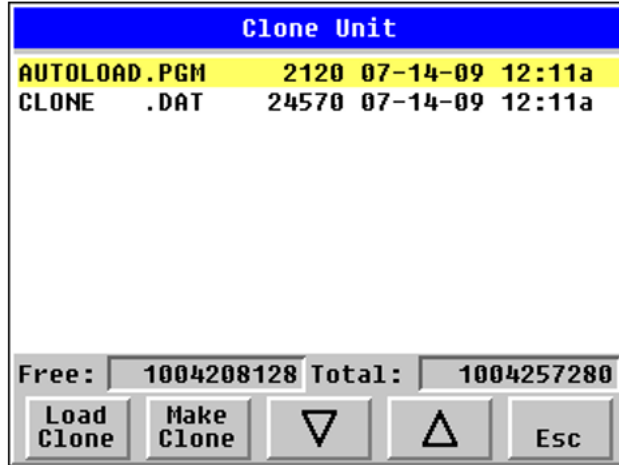 Clone Unit
AUTOLOAD.PGM 2120 07-14-09 12:11a
CLONE .DAT 24570 07-14-09 12:11a
Free: 1004208128 Total: 1004257280
Load Clone Make Clone ▽ △ Esc